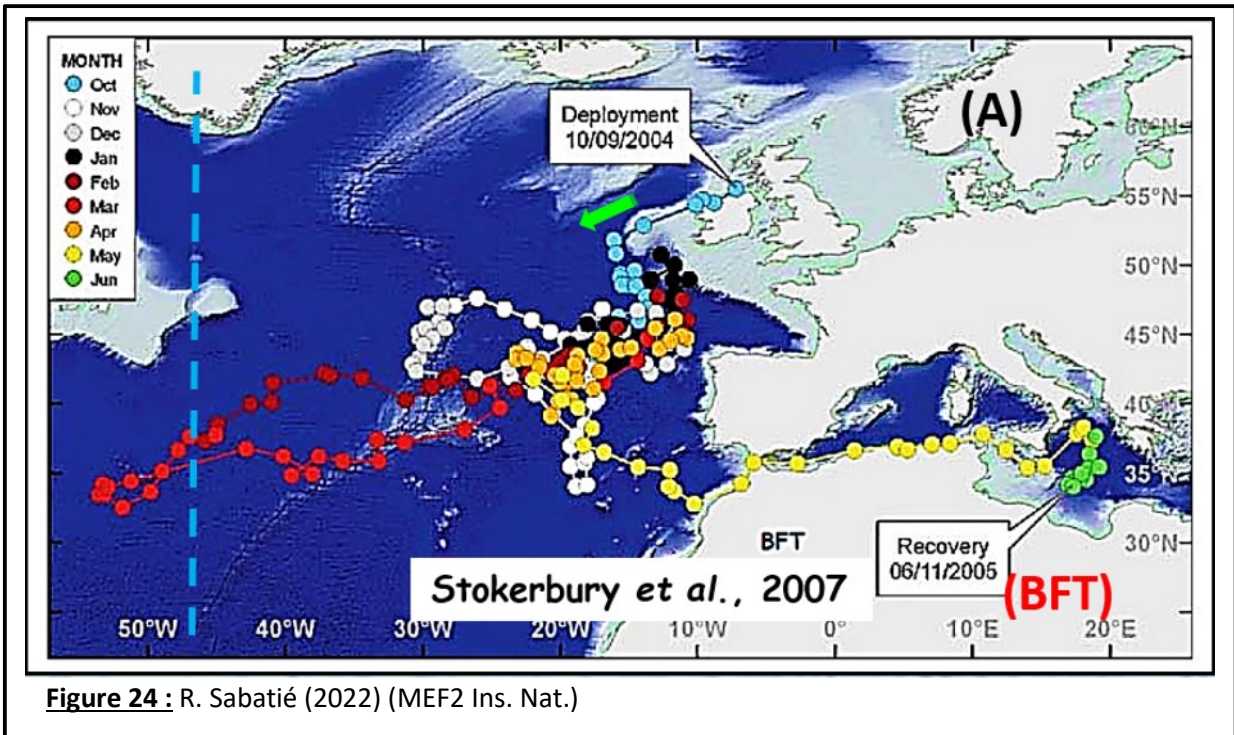 MONTH
Oct
Nov
Dec
Jan
Feb
Mar
Apr
May
Jun
Deployment
10/09/2004
(A)
60°N
55°N
50°N
45°N
40°N
35°N
30°N
BFT
Stokerbury et al., 2007
Recovery
06/11/2005
(BFT)
50°W
40°W
30°W
20°W
10°W
0°
10°E
20°E
Figure 24 : R. Sabatié (2022) (MEF2 Ins. Nat.)